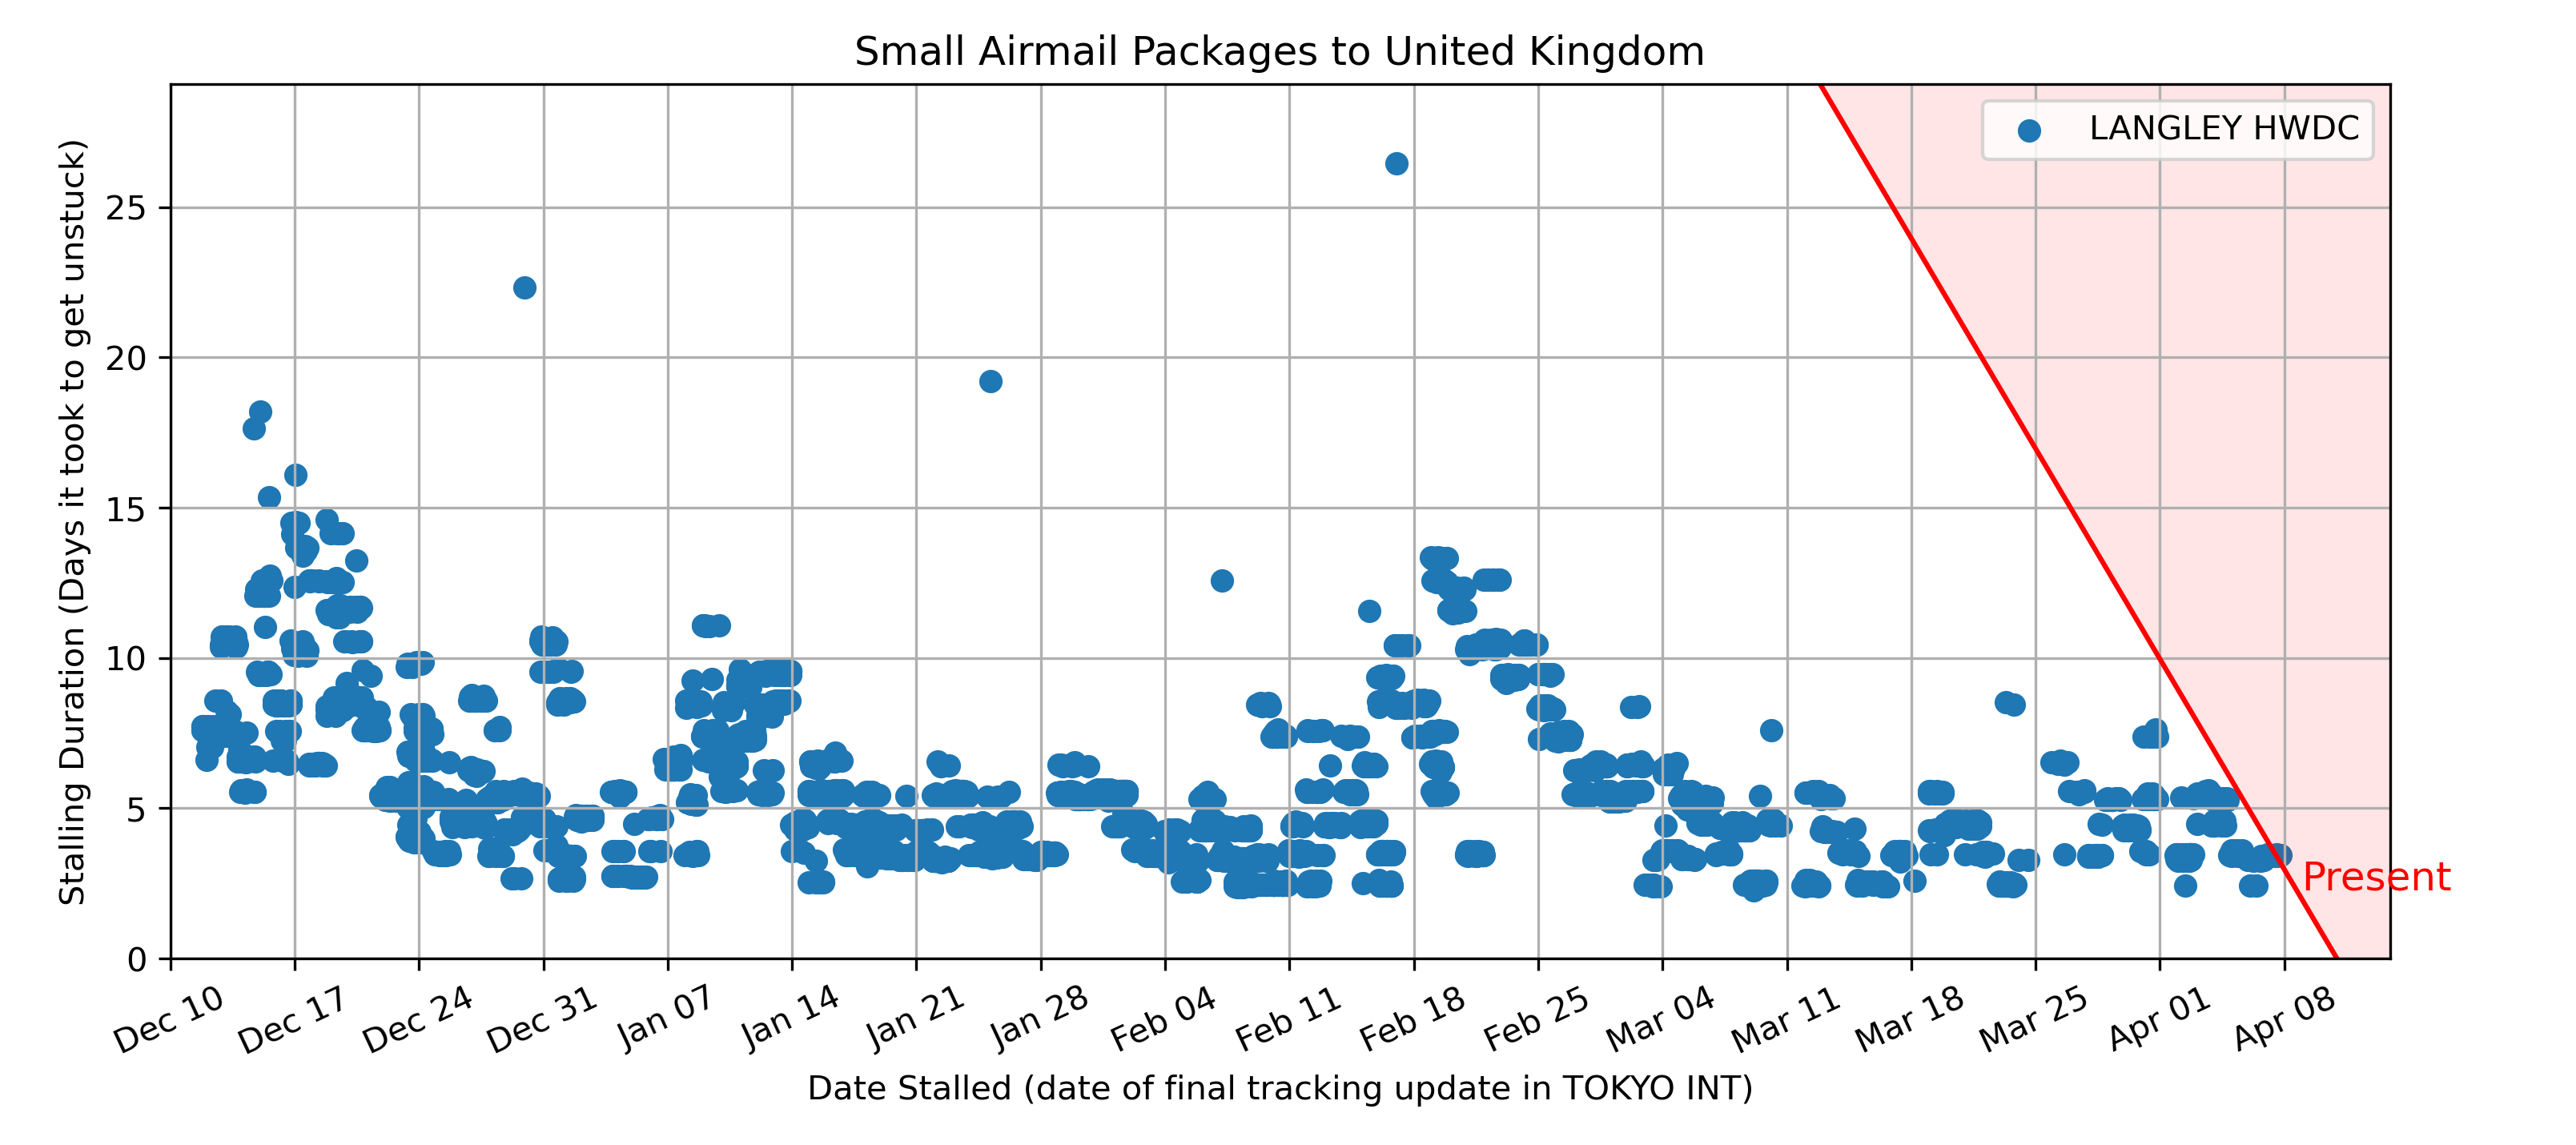 Small Airmail Packages to United Kingdom
LANGLEY HWDC
Stalling Duration (Days it took to get unstuck)
25
20
15
10
5
0
Present
Dec 10
Dec 17
Dec 24
Dec 31
Jan 07
Jan 14
Jan 21
Jan 28
Feb 04
Feb 11
Feb 18
Feb 25
Mar 04
Mar 11
Mar 18
Mar 25
Apr 01
Apr 08
Date Stalled (date of final tracking update in TOKYO INT)